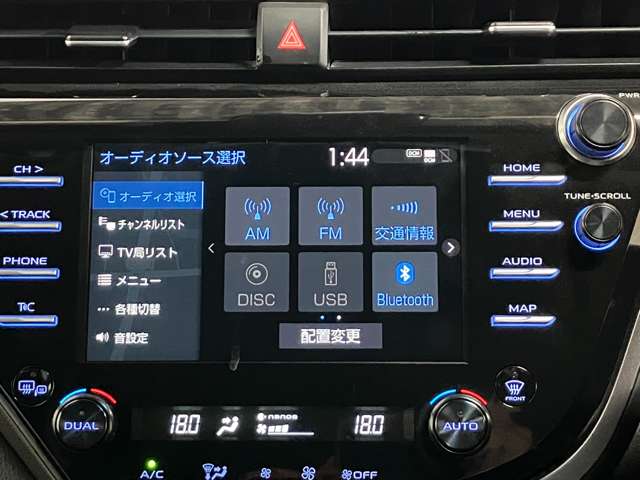 PWR
オーディオソース選択 1:44 DCM DCM
CH > HOME
オーディオ選択
TUNE•SCROLL
< TRACK チャンネルリスト AM FM 交通情報 MENU
PHONE TV局リスト AUDIO
メニュー
T:C 各種切替 DISC USB Bluetooth MAP
音設定 配置変更
FRONT
DUAL 18.0 nanoe 18.0 AUTO
A/C OFF